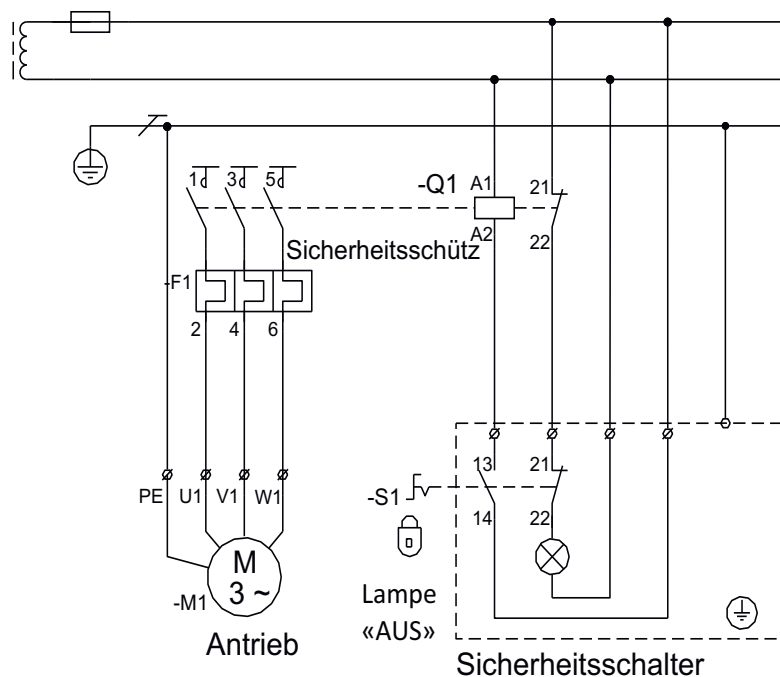 1 3 5
-Q1 A1 21
A2 22
Sicherheitsschütz
-F1
2 4 6
13 21
PE U1 V1 W1
-S1
14 22
M
3 ~
-M1
Lampe
«AUS»
Antrieb
Sicherheitsschalter